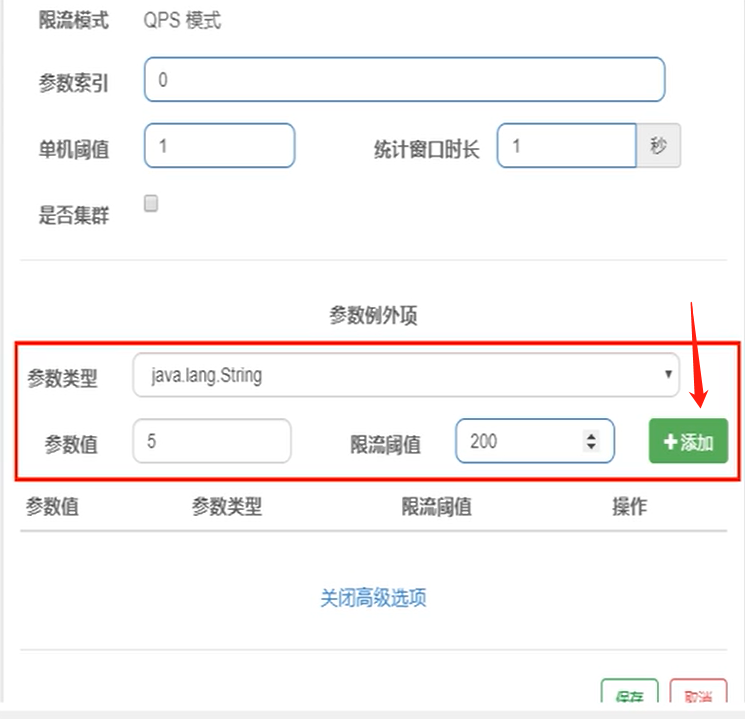 限流模式 QPS 模式
参数索引 0
单机阈值 1 统计窗口时长 1 秒
是否集群
参数例外项
参数类型 java.lang.String
参数值 5 限流阈值 200 +添加
参数值 参数类型 限流阈值 操作
关闭高级选项
保存 取消